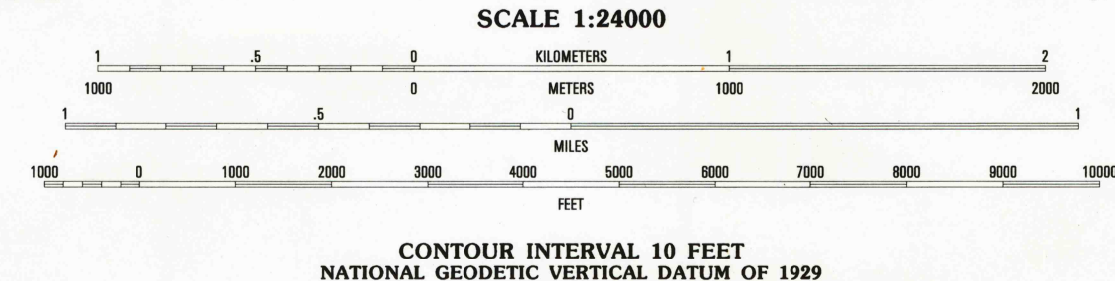 SCALE 1:24000
1 .5 0 KILOMETERS 1 2
1000 0 METERS 1000 2000
1 .5 0 1
MILES
1000 0 1000 2000 3000 4000 5000 6000 7000 8000 9000 10000
FEET
CONTOUR INTERVAL 10 FEET
NATIONAL GEODETIC VERTICAL DATUM OF 1929